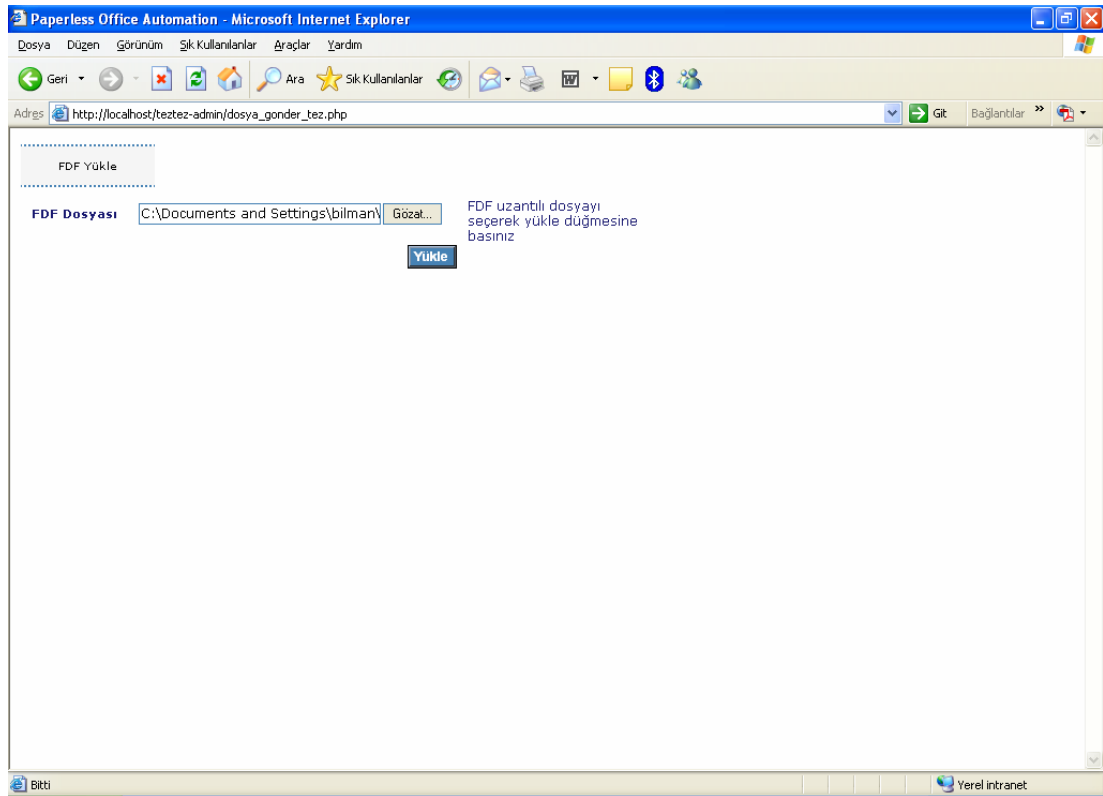 Paperless Office Automation - Microsoft Internet Explorer
Dosya Düzen Görünüm Sık Kullanılanlar Araçlar Yardım
Geri Ara Sık Kullanılanlar
Adres http://localhost/teztez-admin/dosya_gonder_tez.php Git Bağlantılar »
FDF Yükle
FDF Dosyası C:\Documents and Settings\bilman\ Gözat... FDF uzantılı dosyayı
seçerek yükle düğmesine
basınız
Yükle
Bitti Yerel intranet